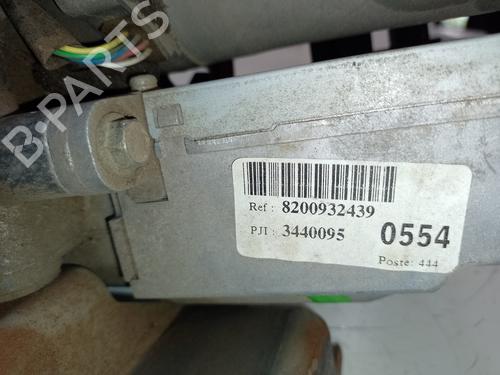 B-PARTS
Ref : 8200932439
PJI : 3440095
0554
Poste: 444